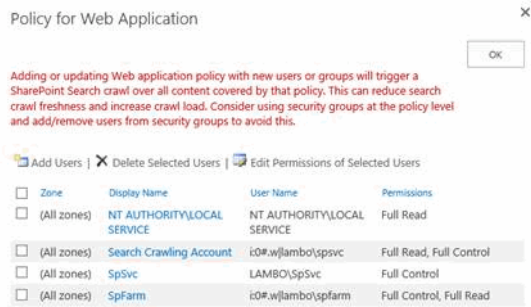 Policy for Web Application
×
OK
Adding or updating Web application policy with new users or groups will trigger a
SharePoint Search crawl over all content covered by that policy. This can reduce search
crawl freshness and increase crawl load. Consider using security groups at the policy level
and add/remove users from security groups to avoid this.
Add Users | Delete Selected Users | Edit Permissions of Selected Users
Zone Display Name User Name Permissions
(All zones) NT AUTHORITY\LOCAL SERVICE NT AUTHORITY\LOCAL SERVICE Full Read
(All zones) Search Crawling Account i:0#.w|lambo\spsvc Full Read, Full Control
(All zones) SpSvc LAMBO\SpSvc Full Control
(All zones) SpFarm i:0#.w|lambo\spfarm Full Control, Full Read